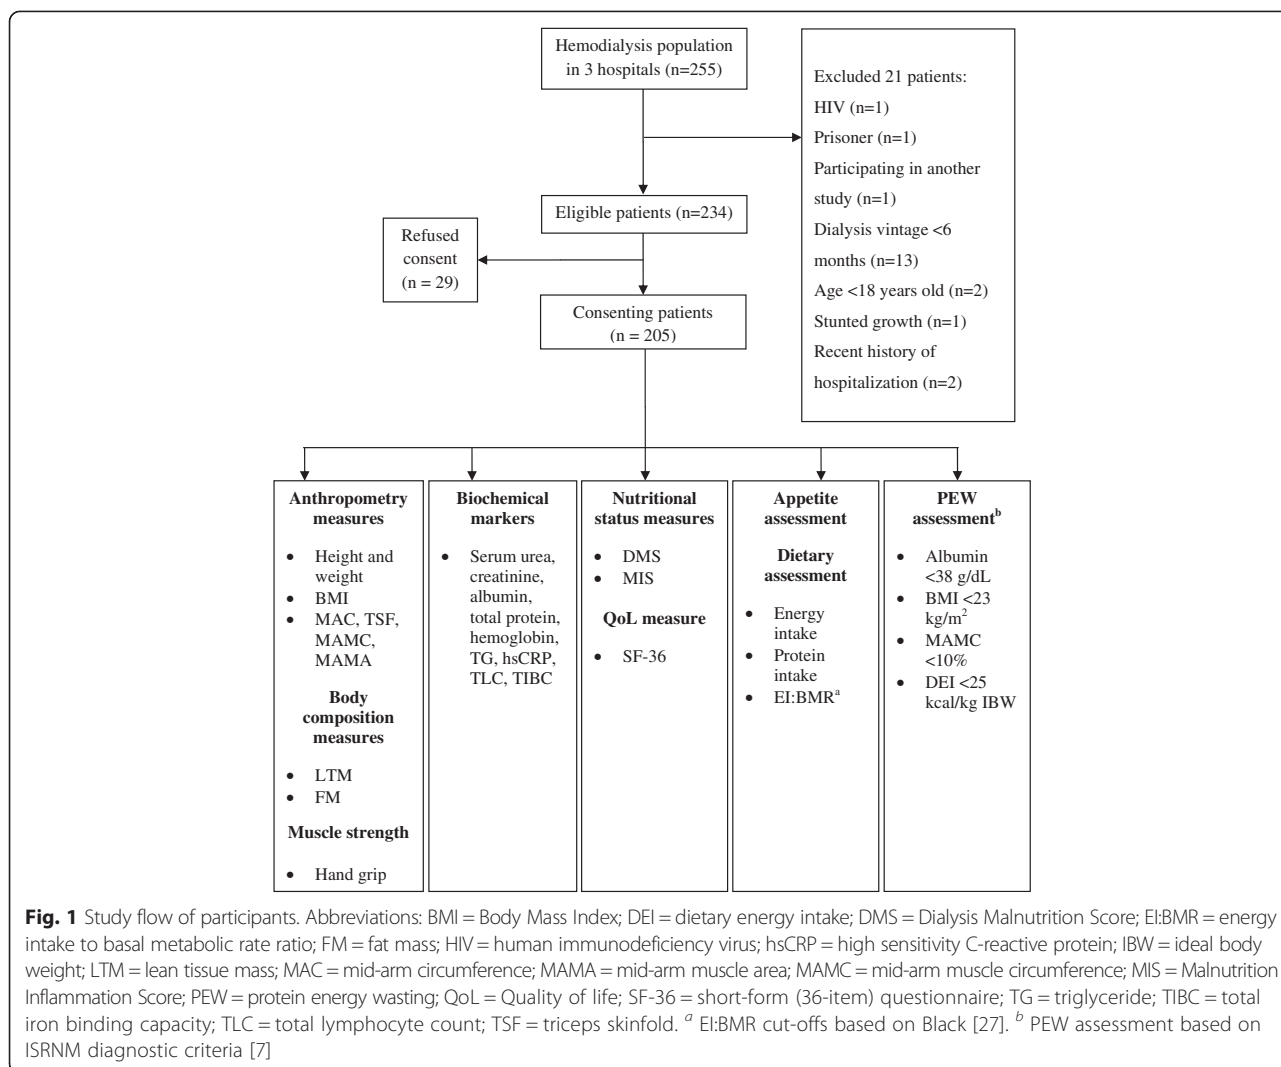 Hemodialysis population
in 3 hospitals (n=255)
Excluded 21 patients:
HIV (n=1)
Prisoner (n=1)
Participating in another
study (n=1)
Dialysis vintage <6
months (n=13)
Age <18 years old (n=2)
Stunted growth (n=1)
Recent history of
hospitalization (n=2)
Eligible patients (n=234)
Refused
consent
(n = 29)
Consenting patients
(n = 205)
Anthropometry
measures
• Height and
weight
• BMI
• MAC, TSF,
MAMC,
MAMA
Body
composition
measures
• LTM
• FM
Muscle strength
• Hand grip
Biochemical
markers
• Serum urea,
creatinine,
albumin,
total protein,
hemoglobin,
TG, hsCRP,
TLC, TIBC
Nutritional
status measures
• DMS
• MIS
QoL measure
• SF-36
Appetite
assessment
Dietary
assessment
• Energy
intake
• Protein
intake
• EI:BMRᵃ
PEW
assessmentᵇ
• Albumin
<38 g/dL
• BMI <23
kg/m²
• MAMC
<10%
• DEI <25
kcal/kg IBW
Fig. 1 Study flow of participants. Abbreviations: BMI = Body Mass Index; DEI = dietary energy intake; DMS = Dialysis Malnutrition Score; EI:BMR = energy
intake to basal metabolic rate ratio; FM = fat mass; HIV = human immunodeficiency virus; hsCRP = high sensitivity C-reactive protein; IBW = ideal body
weight; LTM = lean tissue mass; MAC = mid-arm circumference; MAMA = mid-arm muscle area; MAMC = mid-arm muscle circumference; MIS = Malnutrition
Inflammation Score; PEW = protein energy wasting; QoL = Quality of life; SF-36 = short-form (36-item) questionnaire; TG = triglyceride; TIBC = total
iron binding capacity; TLC = total lymphocyte count; TSF = triceps skinfold. ᵃ EI:BMR cut-offs based on Black [27]. ᵇ PEW assessment based on
ISRNM diagnostic criteria [7]